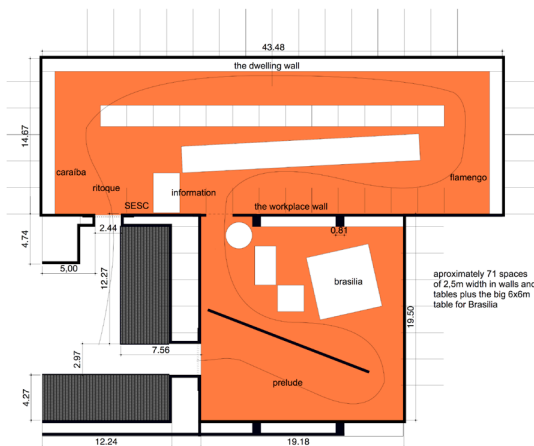 43.48
the dwelling wall
14.67
caraíba
ritoque
information
flamengo
SESC
the workplace wall
2.44
0.81
4.74
5,00
12.27
brasilia
19.50
aproximately 71 spaces
of 2,5m width in walls and
tables plus the big 6x6m
table for Brasilia
2.97
7.56
prelude
4.27
12.24
19.18